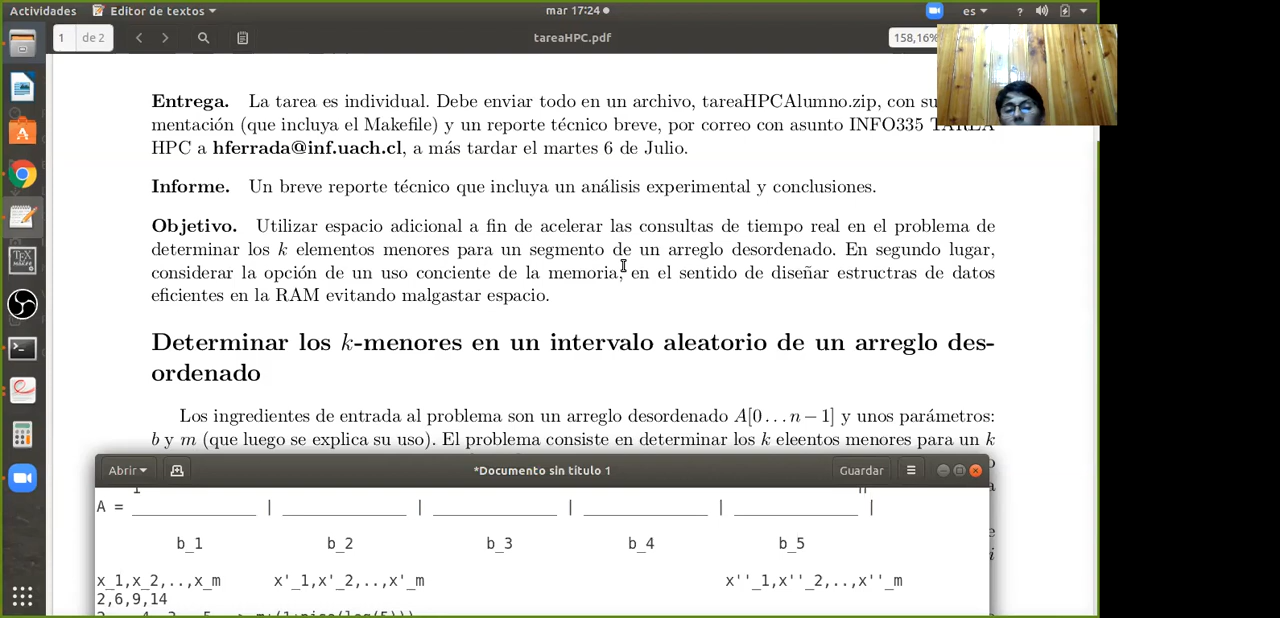 Actividades Editor de textos mar 17:24 es ?
1 de 2 tareaHPC.pdf 158,16%
Entrega. La tarea es individual. Debe enviar todo en un archivo, tareaHPCAlumno.zip, con su
mentación (que incluya el Makefile) y un reporte técnico breve, por correo con asunto INFO335 TAREA
HPC a hferrada@inf.uach.cl, a más tardar el martes 6 de Julio.
Informe. Un breve reporte técnico que incluya un análisis experimental y conclusiones.
Objetivo. Utilizar espacio adicional a fin de acelerar las consultas de tiempo real en el problema de
determinar los k elementos menores para un segmento de un arreglo desordenado. En segundo lugar,
considerar la opción de un uso conciente de la memoria, en el sentido de diseñar estructras de datos
eficientes en la RAM evitando malgastar espacio.
Determinar los k-menores en un intervalo aleatorio de un arreglo des-
ordenado
Los ingredientes de entrada al problema son un arreglo desordenado A[0...n−1] y unos parámetros:
b y m (que luego se explica su uso). El problema consiste en determinar los k eleentos menores para un k
Abrir *Documento sin título 1 Guardar
A = _____________ | _____________ | _____________ | _____________ | _____________ |
b_1 b_2 b_3 b_4 b_5
x_1,x_2,..,x_m x'_1,x'_2,..,x'_m x''_1,x''_2,..,x''_m
2,6,9,14